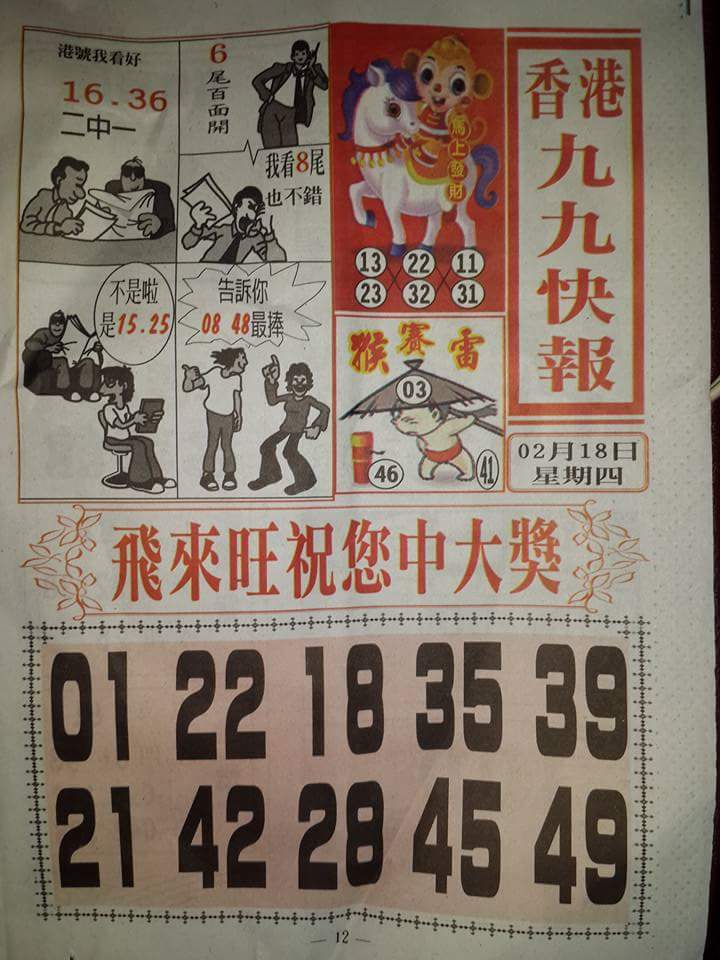 港號我看好
16.36
二中一
6
尾百面開
我看8尾
也不錯
不是啦
是15.25
告訴你
08 48最捧
馬上發財
13 22 11
23 32 31
猴賽雷
03
46
41
香港
九九快報
02月18日
星期四
飛來旺祝您中大獎
01 22 18 35 39
21 42 28 45 49
— 12 —